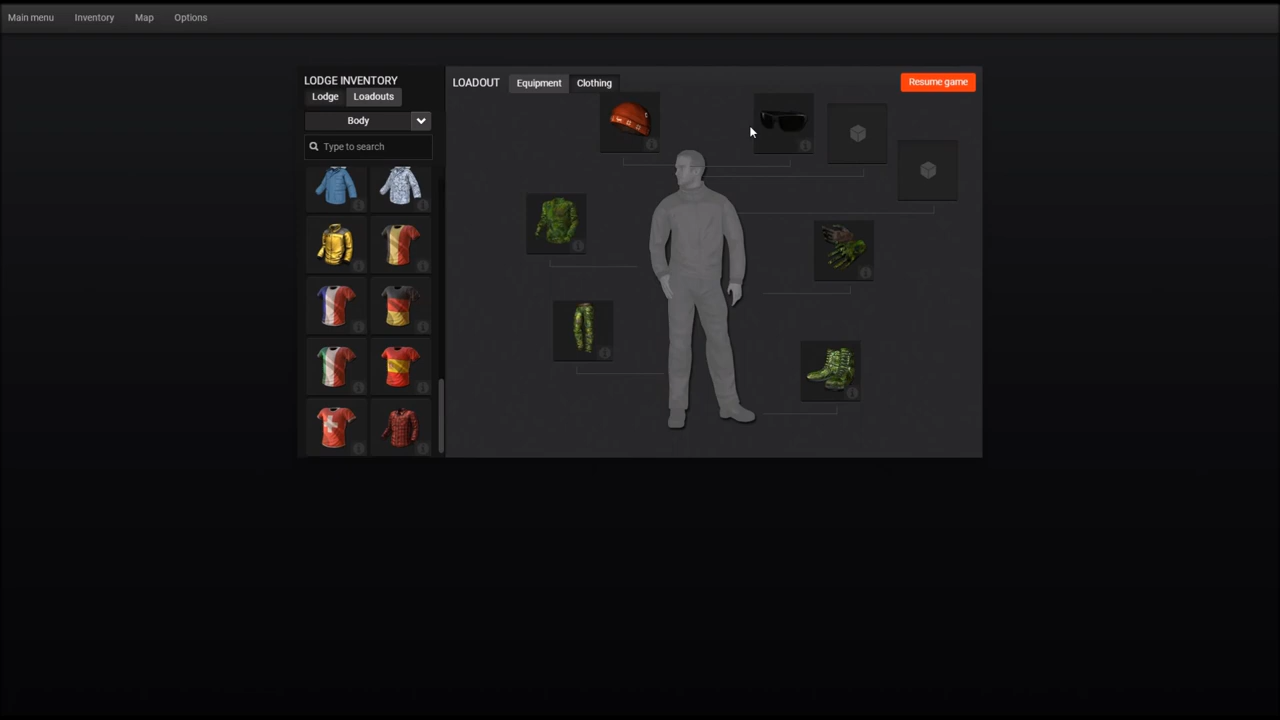 Main menu Inventory Map Options
LODGE INVENTORY
Lodge Loadouts
Body
Type to search
LOADOUT Equipment Clothing
Resume game